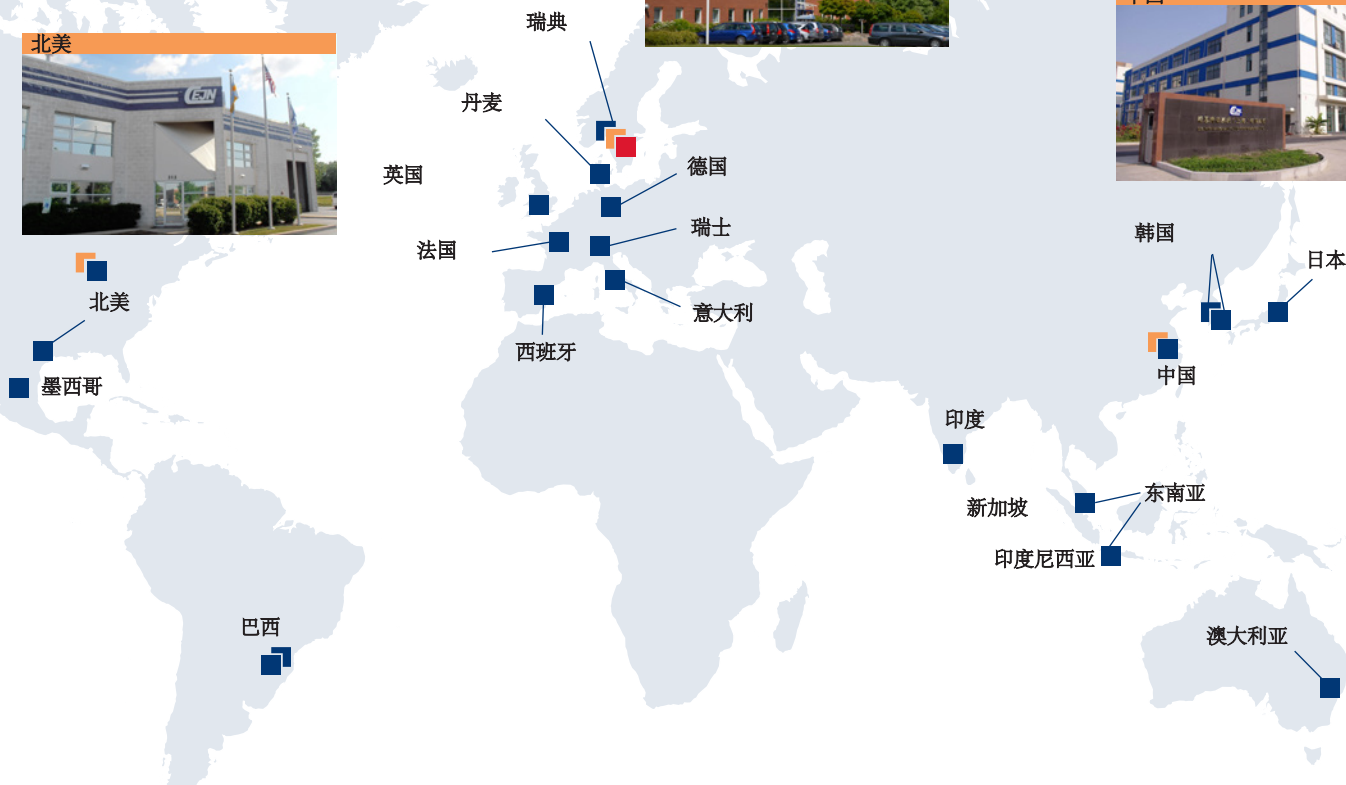 瑞典
北美
CEJN
丹麦
英国
德国
瑞士
法国
韩国
日本
北美
意大利
西班牙
中国
墨西哥
印度
东南亚
新加坡
印度尼西亚
巴西
澳大利亚